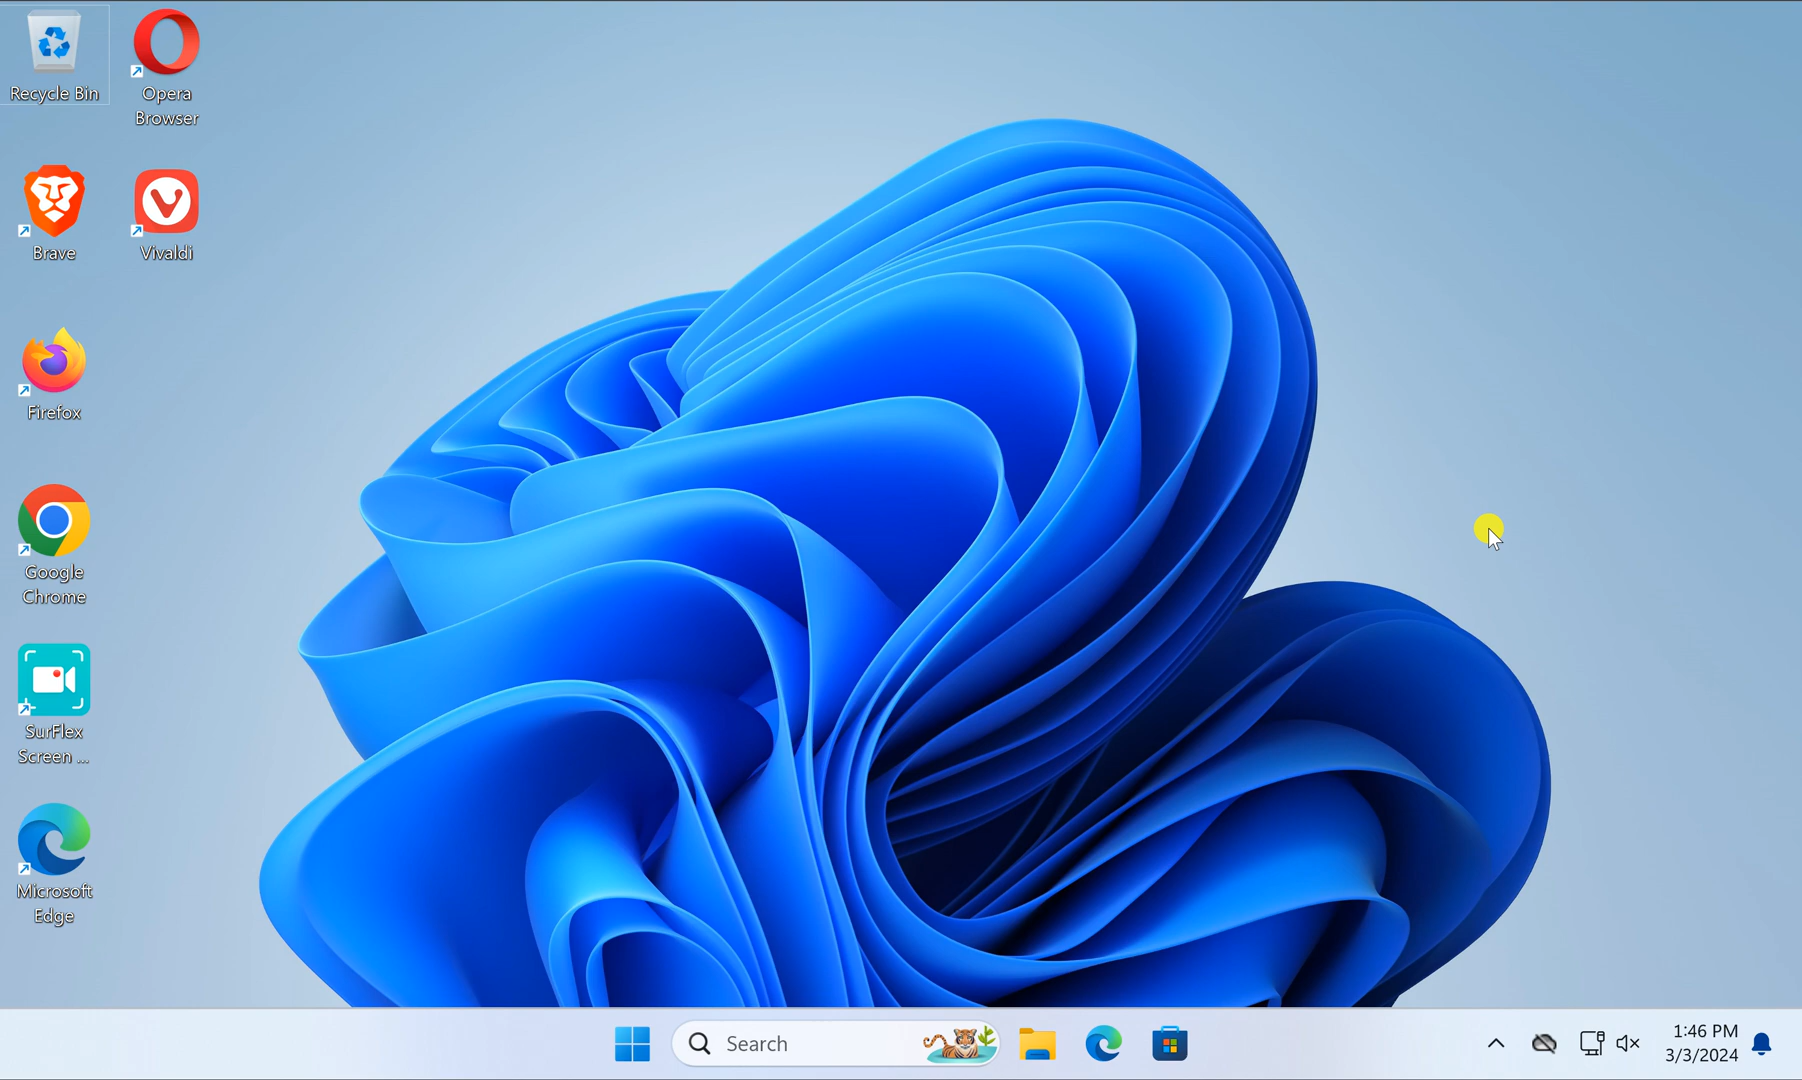 Recycle Bin
Opera
Browser
Brave
Vivaldi
Firefox
Google
Chrome
SurFlex
Screen ...
Microsoft
Edge
Search
1:46 PM
3/3/2024